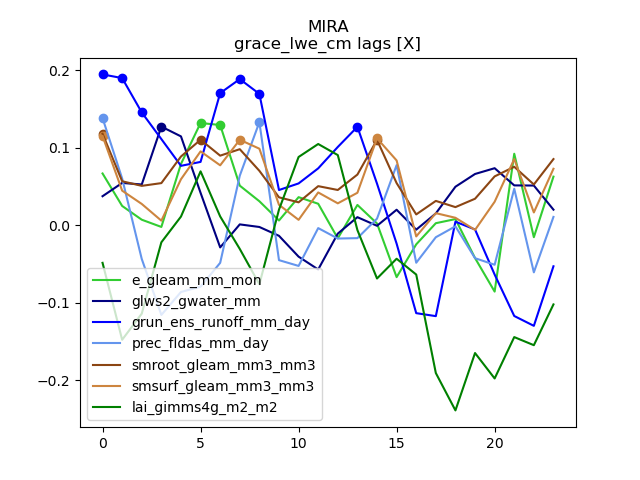 MIRA
grace_lwe_cm lags [X]
0.2
0.1
0.0
−0.1
−0.2
e_gleam_mm_mon
glws2_gwater_mm
grun_ens_runoff_mm_day
prec_fldas_mm_day
smroot_gleam_mm3_mm3
smsurf_gleam_mm3_mm3
lai_gimms4g_m2_m2
0 5 10 15 20